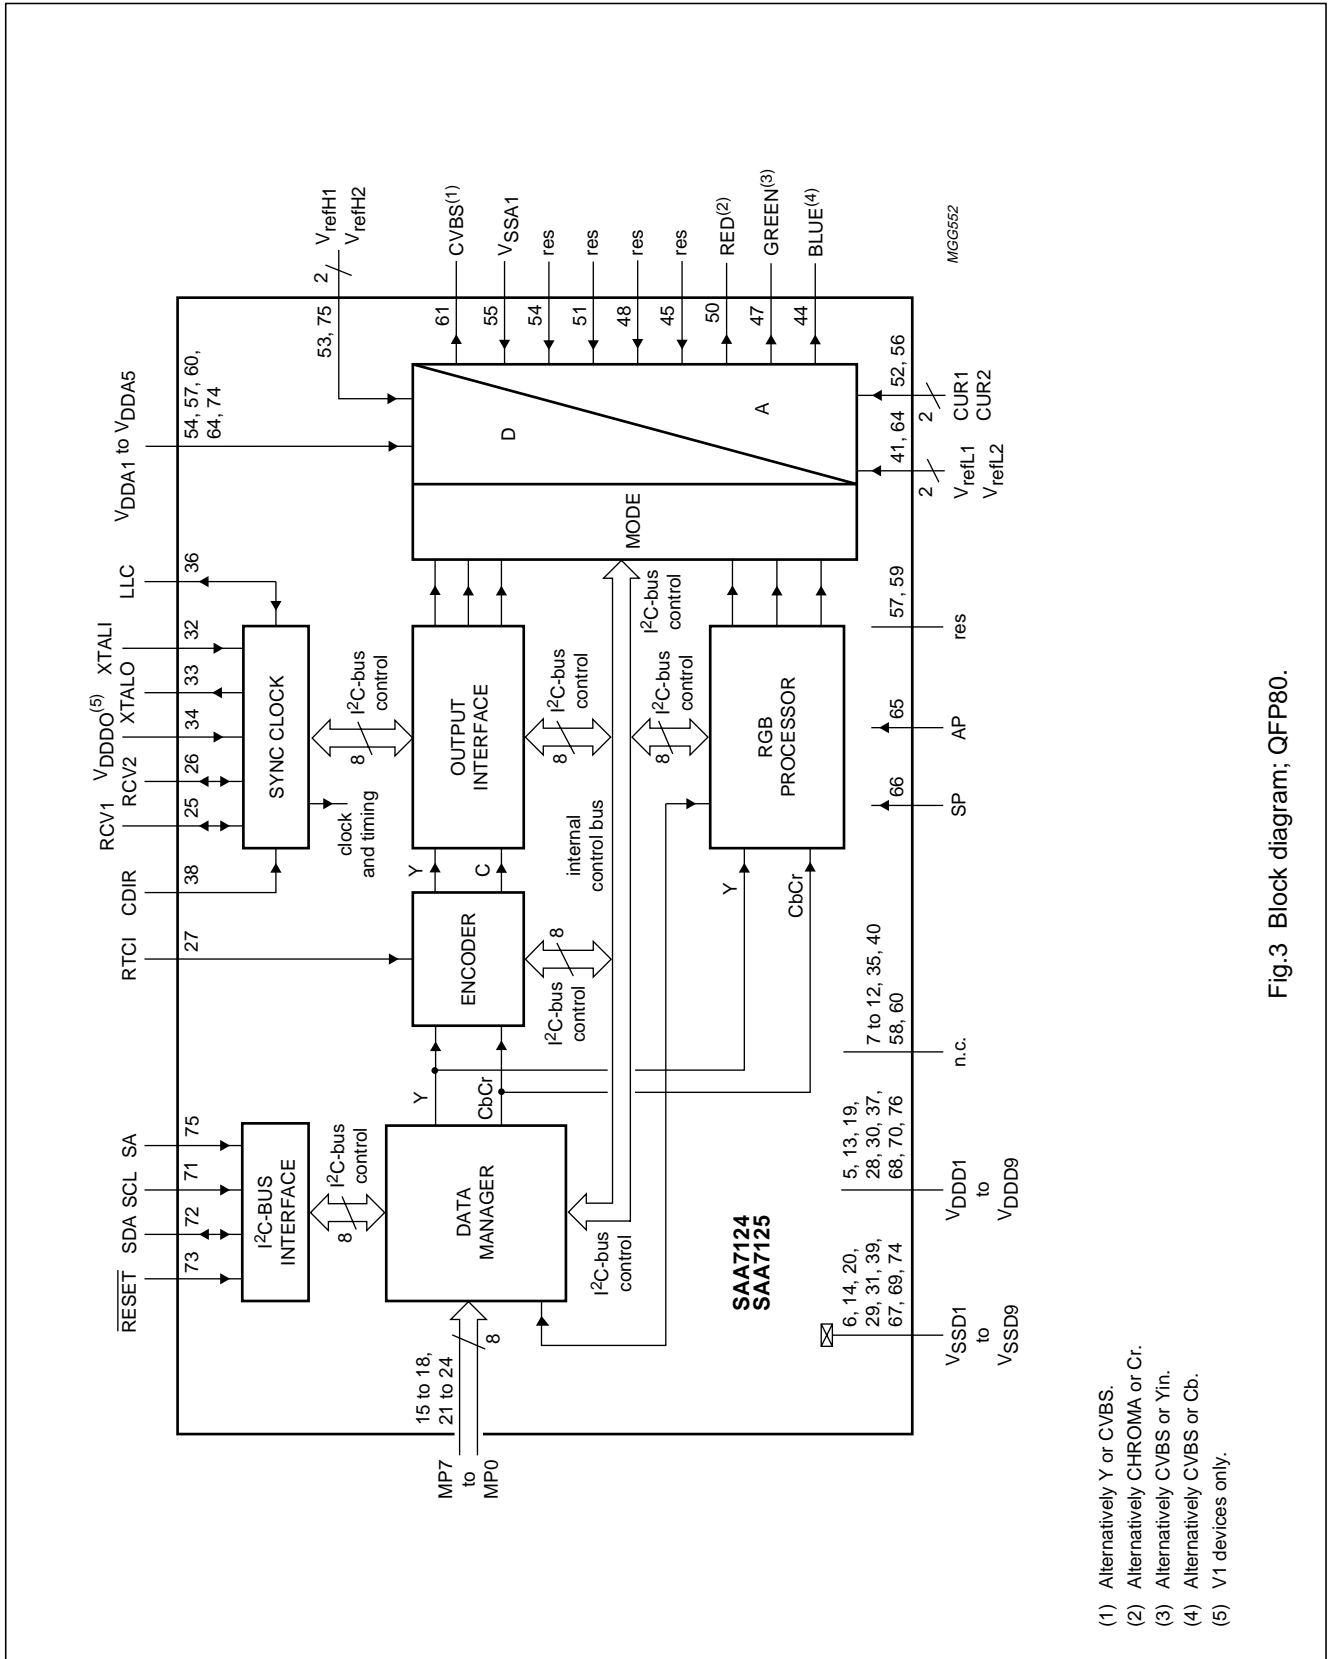 RESET
SDA
SCL
SA
73
72
71
75
I2C-BUS
INTERFACE
8
I2C-bus
control
RTCI
27
CDIR
RCV1
RCV2
VDDDO(5)
XTALO
XTALI
LLC
38
25
26
34
33
32
36
SYNC CLOCK
clock
and timing
8
I2C-bus
control
VDDA1 to VDDA5
54, 57, 60,
64, 74
53, 75
2
VrefH1
VrefH2
MP7
to
MP0
15 to 18,
21 to 24
8
DATA
MANAGER
Y
CbCr
ENCODER
Y
C
OUTPUT
INTERFACE
MODE
D
A
61
CVBS(1)
55
VSSA1
54
res
51
res
48
res
45
res
50
RED(2)
47
GREEN(3)
44
BLUE(4)
I2C-bus
control
8
I2C-bus
control
8
internal
control bus
8
I2C-bus
control
8
I2C-bus
control
I2C-bus
control
RGB
PROCESSOR
Y
CbCr
SAA7124
SAA7125
6, 14, 20,
29, 31, 39,
67, 69, 74
VSSD1
to
VSSD9
5, 13, 19,
28, 30, 37,
68, 70, 76
VDDD1
to
VDDD9
7 to 12, 35, 40
58, 60
n.c.
66
SP
65
AP
57, 59
res
41, 64
2
VrefL1
VrefL2
52, 56
2
CUR1
CUR2
MGG552
(1) Alternatively Y or CVBS.
(2) Alternatively CHROMA or Cr.
(3) Alternatively CVBS or Yin.
(4) Alternatively CVBS or Cb.
(5) V1 devices only.
Fig.3 Block diagram; QFP80.